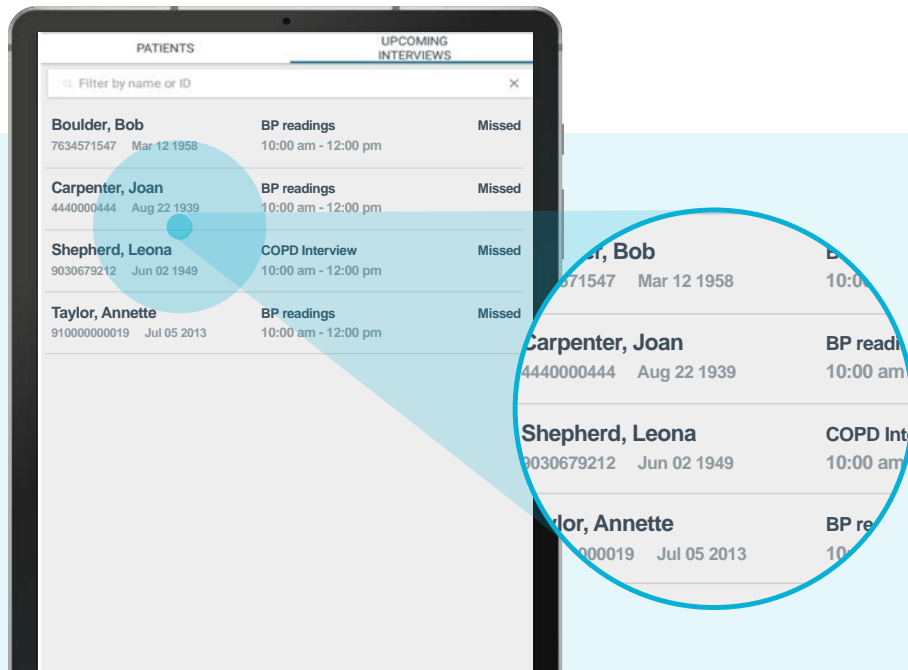 PATIENTS
UPCOMING
INTERVIEWS
Filter by name or ID
Boulder, Bob BP readings Missed
7634571547 Mar 12 1958 10:00 am - 12:00 pm
Carpenter, Joan BP readings Missed
4440000444 Aug 22 1939 10:00 am - 12:00 pm
Shepherd, Leona COPD Interview Missed
9030679212 Jun 02 1949 10:00 am - 12:00 pm
Taylor, Annette BP readings Missed
910000000019 Jul 05 2013 10:00 am - 12:00 pm
er, Bob B
571547 Mar 12 1958 10:00
Carpenter, Joan BP readi
4440000444 Aug 22 1939 10:00 am
Shepherd, Leona COPD Int
9030679212 Jun 02 1949 10:00 am
ylor, Annette BP re
000019 Jul 05 2013 10: